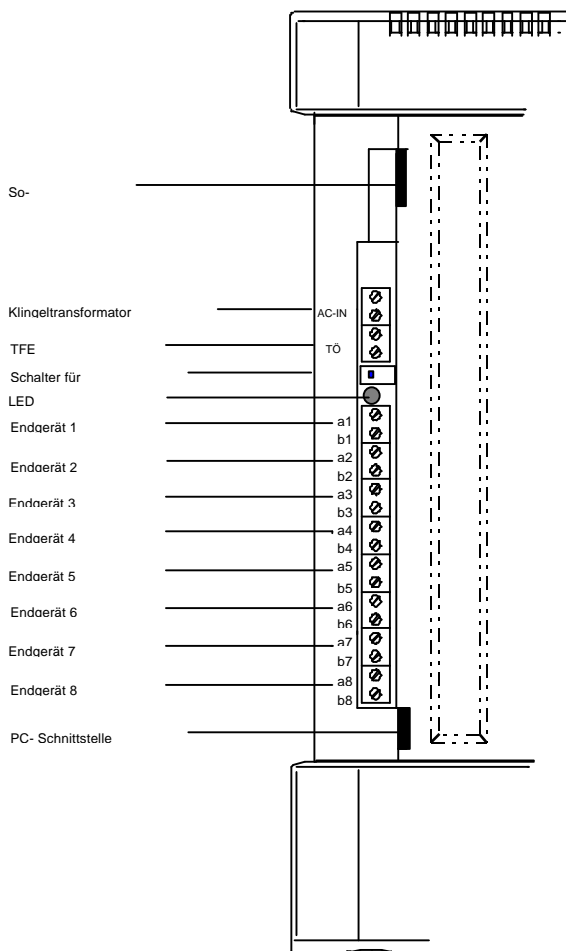 So-
Klingeltransformator
AC-IN
TFE
TÖ
Schalter für
LED
Endgerät 1
a1
b1
Endgerät 2
a2
b2
Endgerät 3
a3
b3
Endgerät 4
a4
b4
Endgerät 5
a5
b5
Endgerät 6
a6
b6
Endgerät 7
a7
b7
Endgerät 8
a8
b8
PC- Schnittstelle